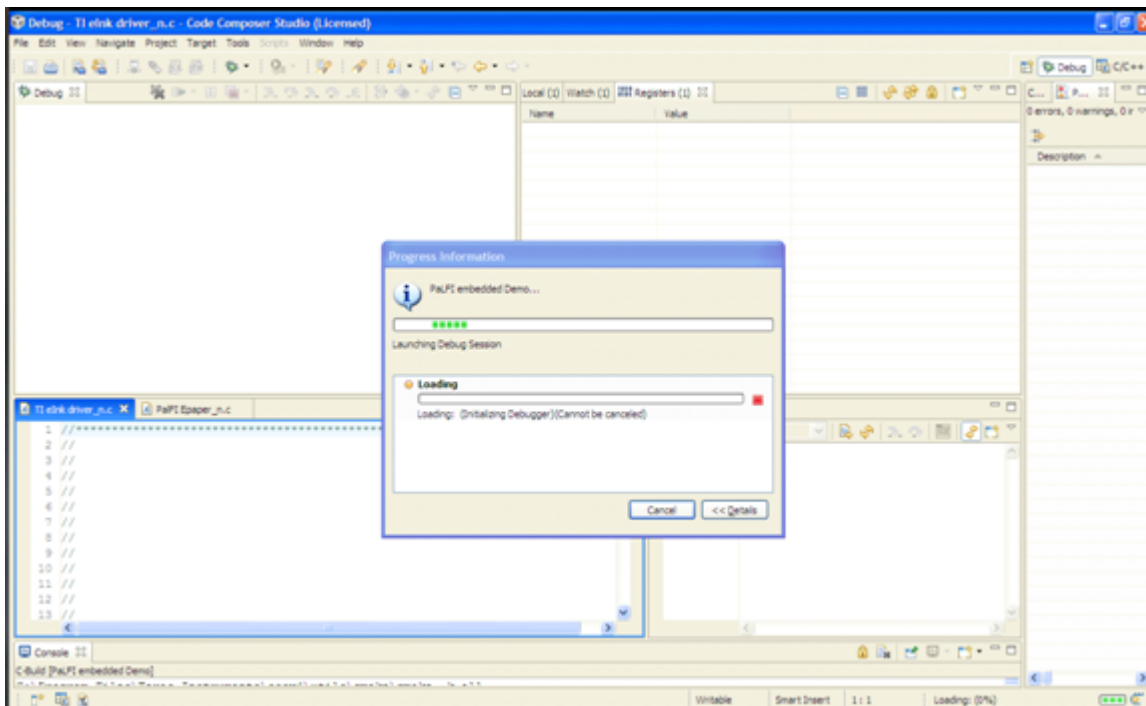 Debug - TI eInk driver_n.c - Code Composer Studio (Licensed)
File Edit View Navigate Project Target Tools Scripts Window Help
Debug C/C++
Debug
Local (1) Watch (1) Registers (1)
C... P...
Name Value
0 errors, 0 warnings, 0 ir
Description
Progress Information
PaLFI embedded Demo...
Launching Debug Session
Loading
Loading: (Initializing Debugger)(Cannot be canceled)
Cancel << Details
TI eInk driver_n.c PaLFI Epaper_n.c
1 //
2 //
3 //
4 //
5 //
6 //
7 //
8 //
9 //
10 //
11 //
12 //
13 //
Console
C-Build [PaLFI embedded Demo]
Writable Smart Insert 1:1 Loading: (0%)